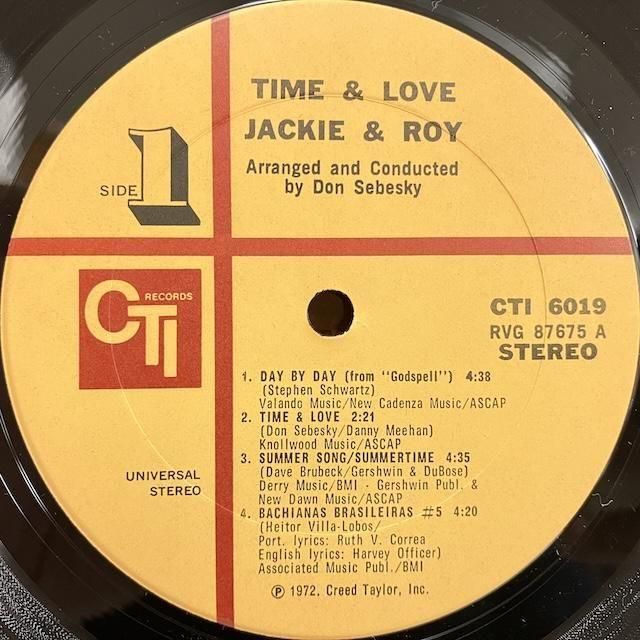 TIME & LOVE
JACKIE & ROY
Arranged and Conducted
by Don Sebesky
SIDE 1
CTI RECORDS
CTI 6019
RVG 87675 A
STEREO
1. DAY BY DAY (from "Godspell") 4:38
(Stephen Schwartz)
Valando Music/New Cadenza Music/ASCAP
2. TIME & LOVE 2:21
(Don Sebesky/Danny Meehan)
Knollwood Music/ASCAP
3. SUMMER SONG/SUMMERTIME 4:35
(Dave Brubeck/Gershwin & DuBose)
Derry Music/BMI - Gershwin Publ. &
New Dawn Music/ASCAP
4. BACHIANAS BRASILEIRAS #5 4:20
(Heitor Villa-Lobos/
Port. lyrics: Ruth V. Correa
English lyrics: Harvey Officer)
Associated Music Publ./BMI
UNIVERSAL
STEREO
℗ 1972, Creed Taylor, Inc.